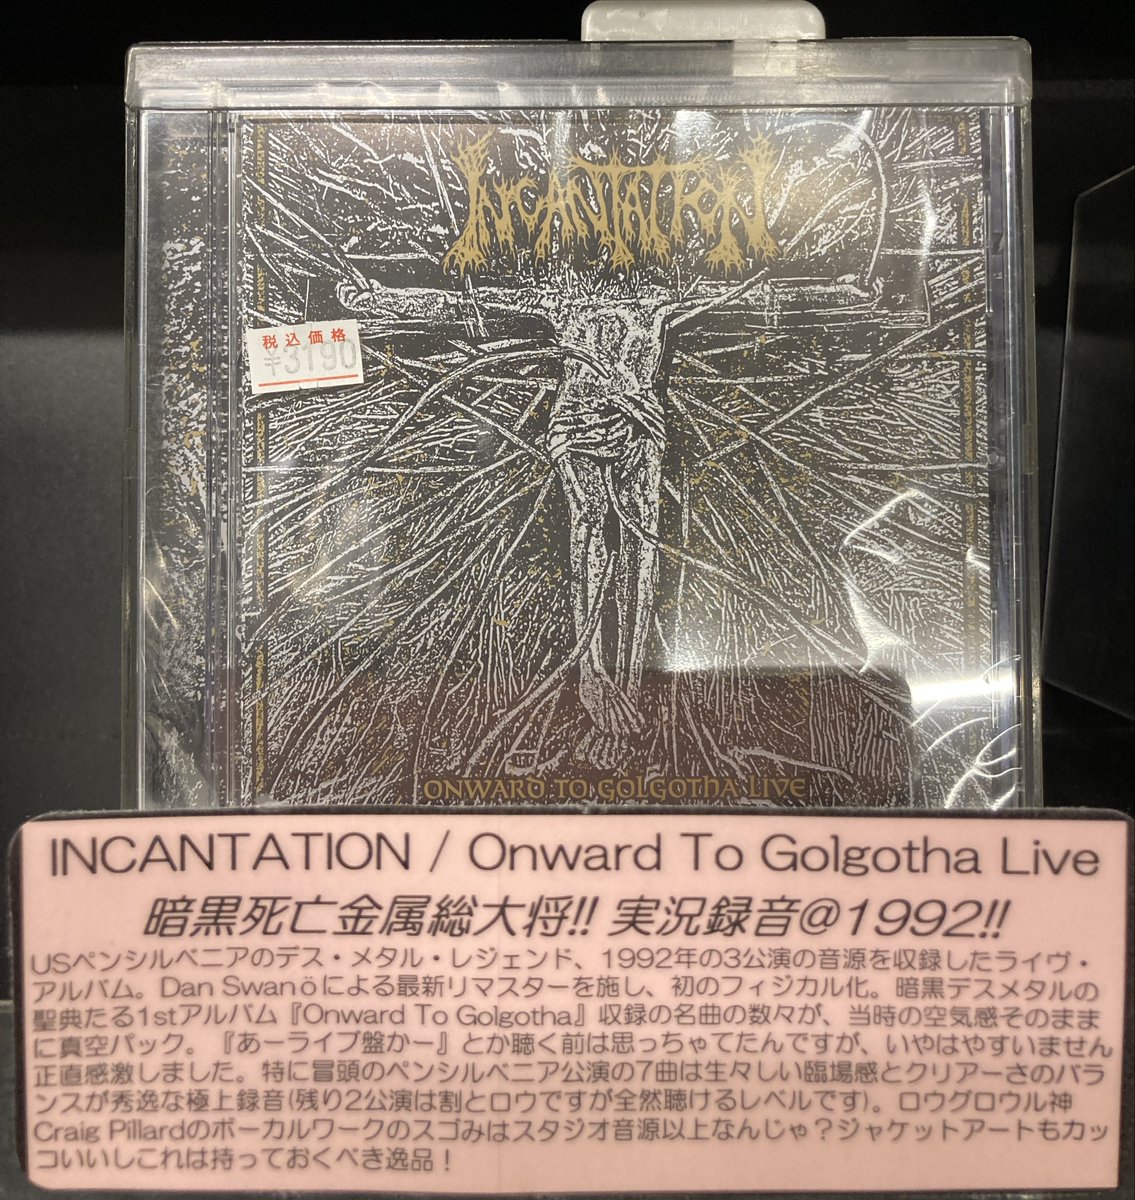 INCANTATION
税込価格
¥3190
ONWARD TO GOLGOTHA LIVE
INCANTATION / Onward To Golgotha Live
暗黒死亡金属総大将!! 実況録音@1992!!
USペンシルベニアのデス・メタル・レジェンド、1992年の3公演の音源を収録したライヴ・
アルバム。Dan Swanöによる最新リマスターを施し、初のフィジカル化。暗黒デスメタルの
聖典たる1stアルバム『Onward To Golgotha』収録の名曲の数々が、当時の空気感そのまま
に真空パック。『あーライブ盤かー』とか聴く前は思っちゃてたんですが、いやはやすいません
正直感激しました。特に冒頭のペンシルベニア公演の7曲は生々しい臨場感とクリアーさのバラ
ンスが秀逸な極上録音(残り2公演は割とロウですが全然聴けるレベルです)。ロウグロウル神
Craig Pillardのボーカルワークのスゴみはスタジオ音源以上なんじゃ？ジャケットアートもカッ
コいいしこれは持っておくべき逸品！